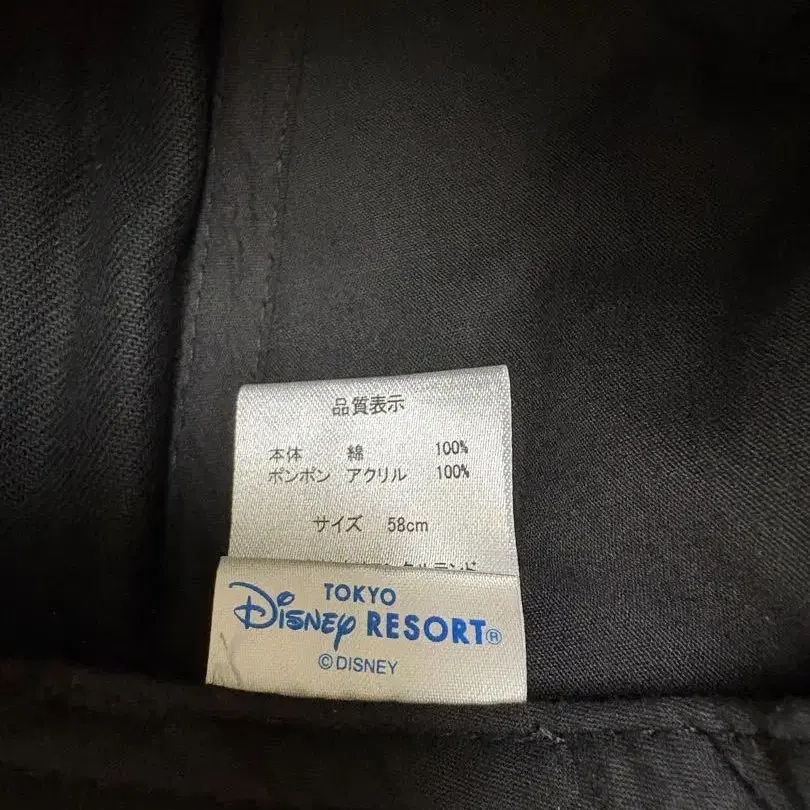 品質表示
本体 綿 100%
ポンポン アクリル 100%
サイズ 58cm
TOKYO
Disney RESORT®
©DISNEY